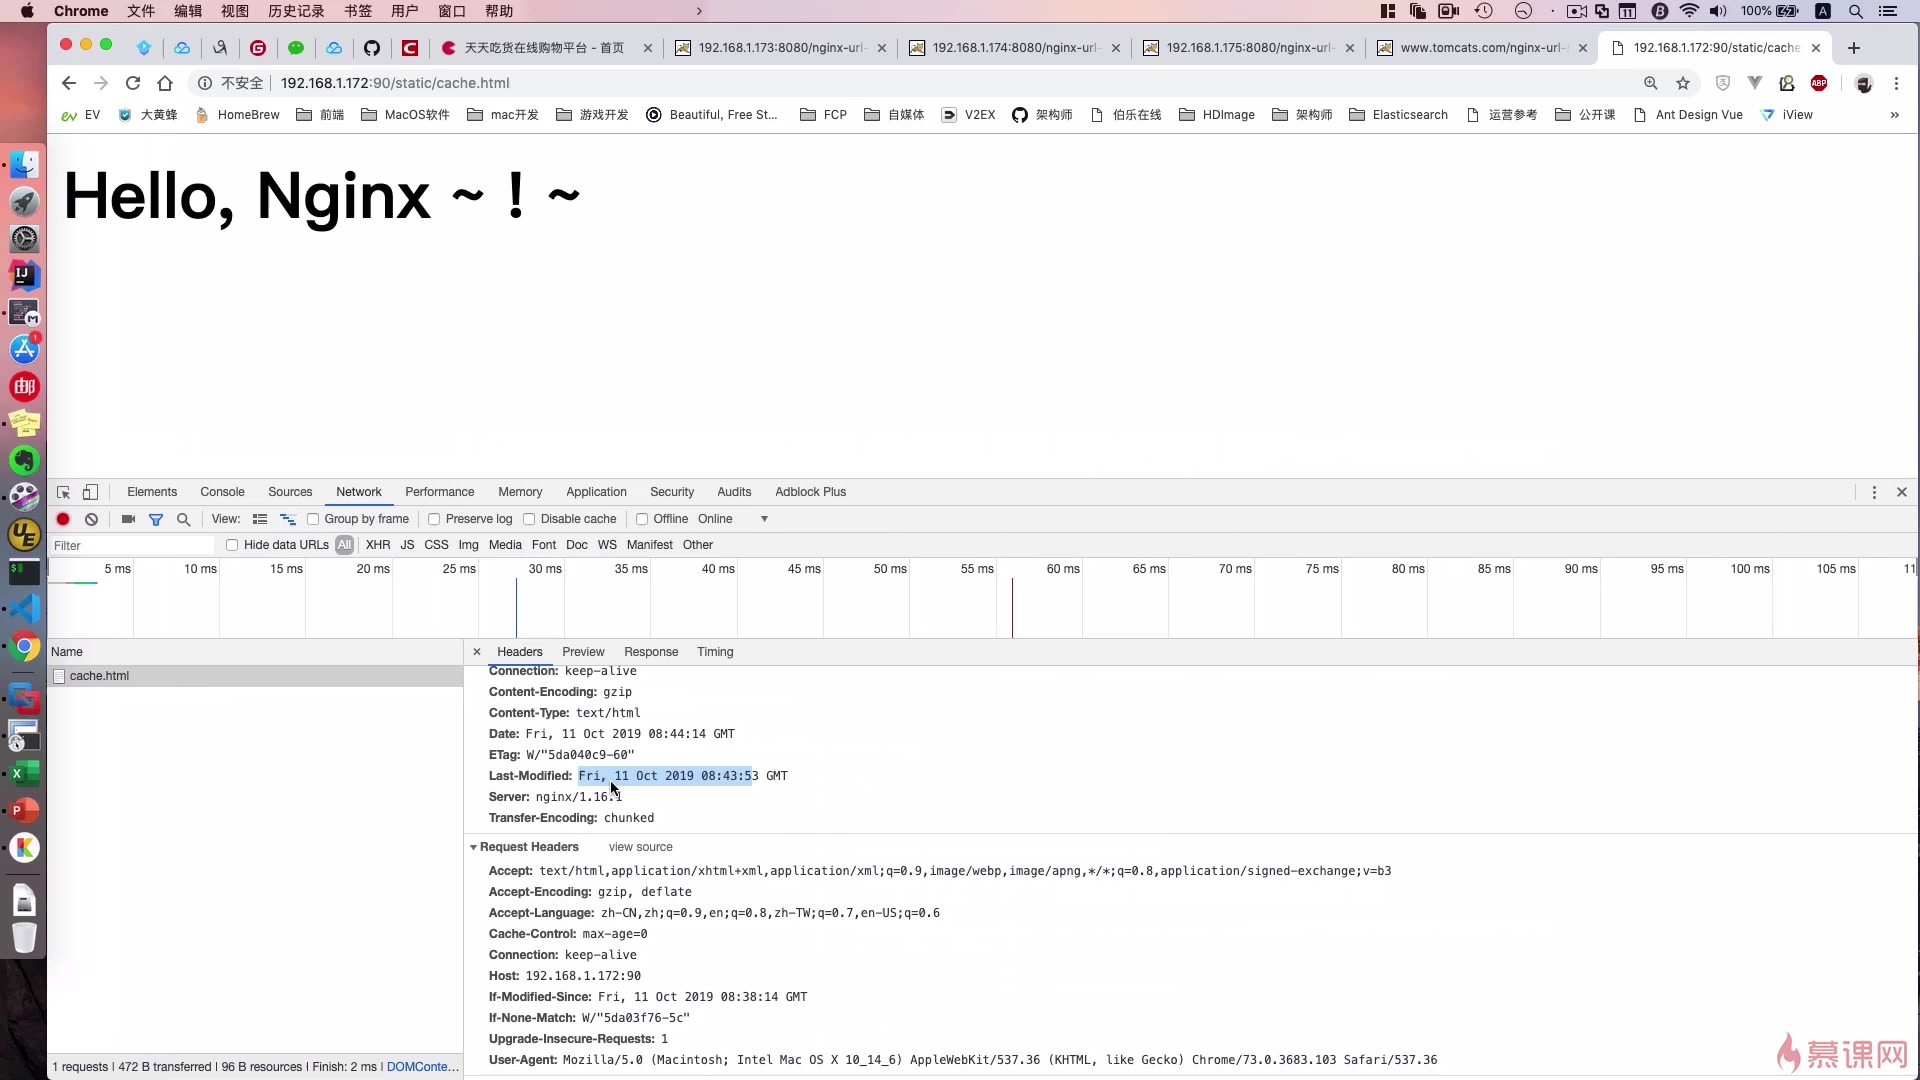 Chrome 文件 编辑 视图 历史记录 书签 用户 窗口 帮助 100%
天天吃货在线购物平台 - 首页 192.168.1.173:8080/nginx-url- 192.168.1.174:8080/nginx-url- 192.168.1.175:8080/nginx-url- www.tomcats.com/nginx-url- 192.168.1.172:90/static/cache
不安全 192.168.1.172:90/static/cache.html
EV 大黄蜂 HomeBrew 前端 MacOS软件 mac开发 游戏开发 Beautiful, Free St... FCP 自媒体 V2EX 架构师 伯乐在线 HDImage 架构师 Elasticsearch 运营参考 公开课 Ant Design Vue iView
Hello, Nginx ~ ! ~
Elements Console Sources Network Performance Memory Application Security Audits Adblock Plus
View: Group by frame Preserve log Disable cache Offline Online
Filter Hide data URLs All XHR JS CSS Img Media Font Doc WS Manifest Other
5 ms 10 ms 15 ms 20 ms 25 ms 30 ms 35 ms 40 ms 45 ms 50 ms 55 ms 60 ms 65 ms 70 ms 75 ms 80 ms 85 ms 90 ms 95 ms 100 ms 105 ms 11
Name
cache.html
Headers Preview Response Timing
Connection: keep-alive
Content-Encoding: gzip
Content-Type: text/html
Date: Fri, 11 Oct 2019 08:44:14 GMT
ETag: W/"5da040c9-60"
Last-Modified: Fri, 11 Oct 2019 08:43:53 GMT
Server: nginx/1.16.1
Transfer-Encoding: chunked
Request Headers view source
Accept: text/html,application/xhtml+xml,application/xml;q=0.9,image/webp,image/apng,*/*;q=0.8,application/signed-exchange;v=b3
Accept-Encoding: gzip, deflate
Accept-Language: zh-CN,zh;q=0.9,en;q=0.8,zh-TW;q=0.7,en-US;q=0.6
Cache-Control: max-age=0
Connection: keep-alive
Host: 192.168.1.172:90
If-Modified-Since: Fri, 11 Oct 2019 08:38:14 GMT
If-None-Match: W/"5da03f76-5c"
Upgrade-Insecure-Requests: 1
User-Agent: Mozilla/5.0 (Macintosh; Intel Mac OS X 10_14_6) AppleWebKit/537.36 (KHTML, like Gecko) Chrome/73.0.3683.103 Safari/537.36
1 requests | 472 B transferred | 96 B resources | Finish: 2 ms | DOMConte...
慕课网